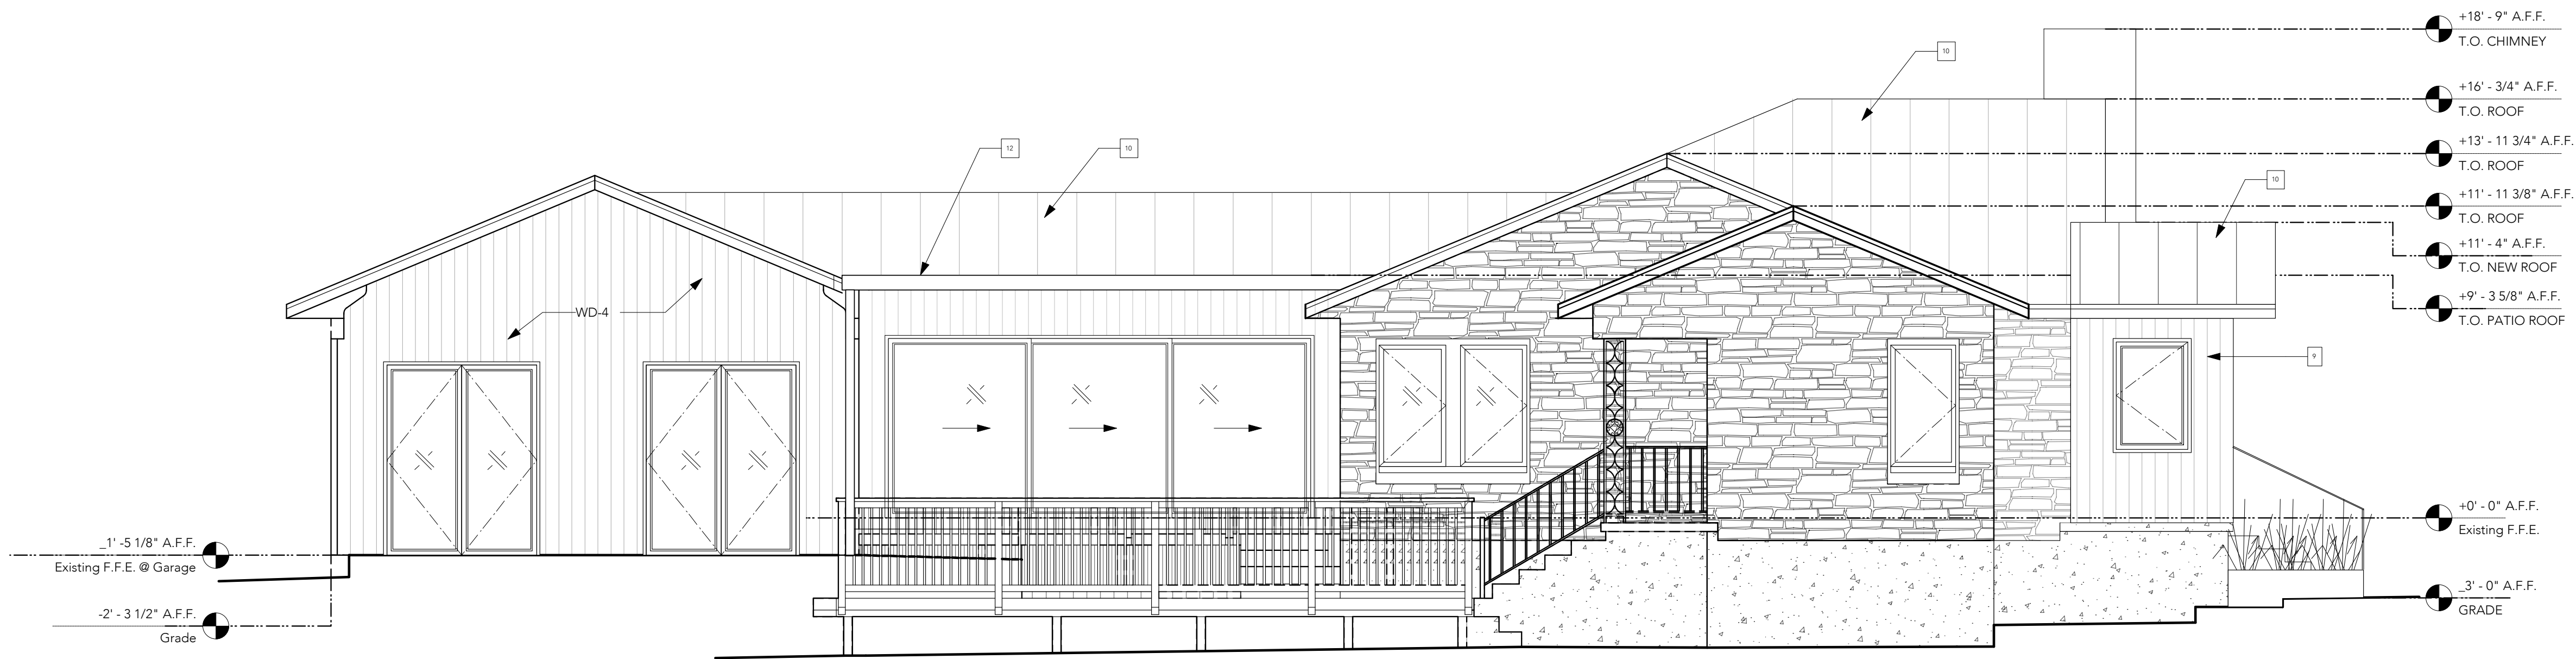 +18' - 9" A.F.F.
T.O. CHIMNEY
10
+16' - 3/4" A.F.F.
T.O. ROOF
+13' - 11 3/4" A.F.F.
T.O. ROOF
12
10
10
+11' - 11 3/8" A.F.F.
T.O. ROOF
+11' - 4" A.F.F.
T.O. NEW ROOF
+9' - 3 5/8" A.F.F.
T.O. PATIO ROOF
WD-4
9
+0' - 0" A.F.F.
Existing F.F.E.
_1' -5 1/8" A.F.F.
Existing F.F.E. @ Garage
_3' - 0" A.F.F.
GRADE
-2' - 3 1/2" A.F.F.
Grade